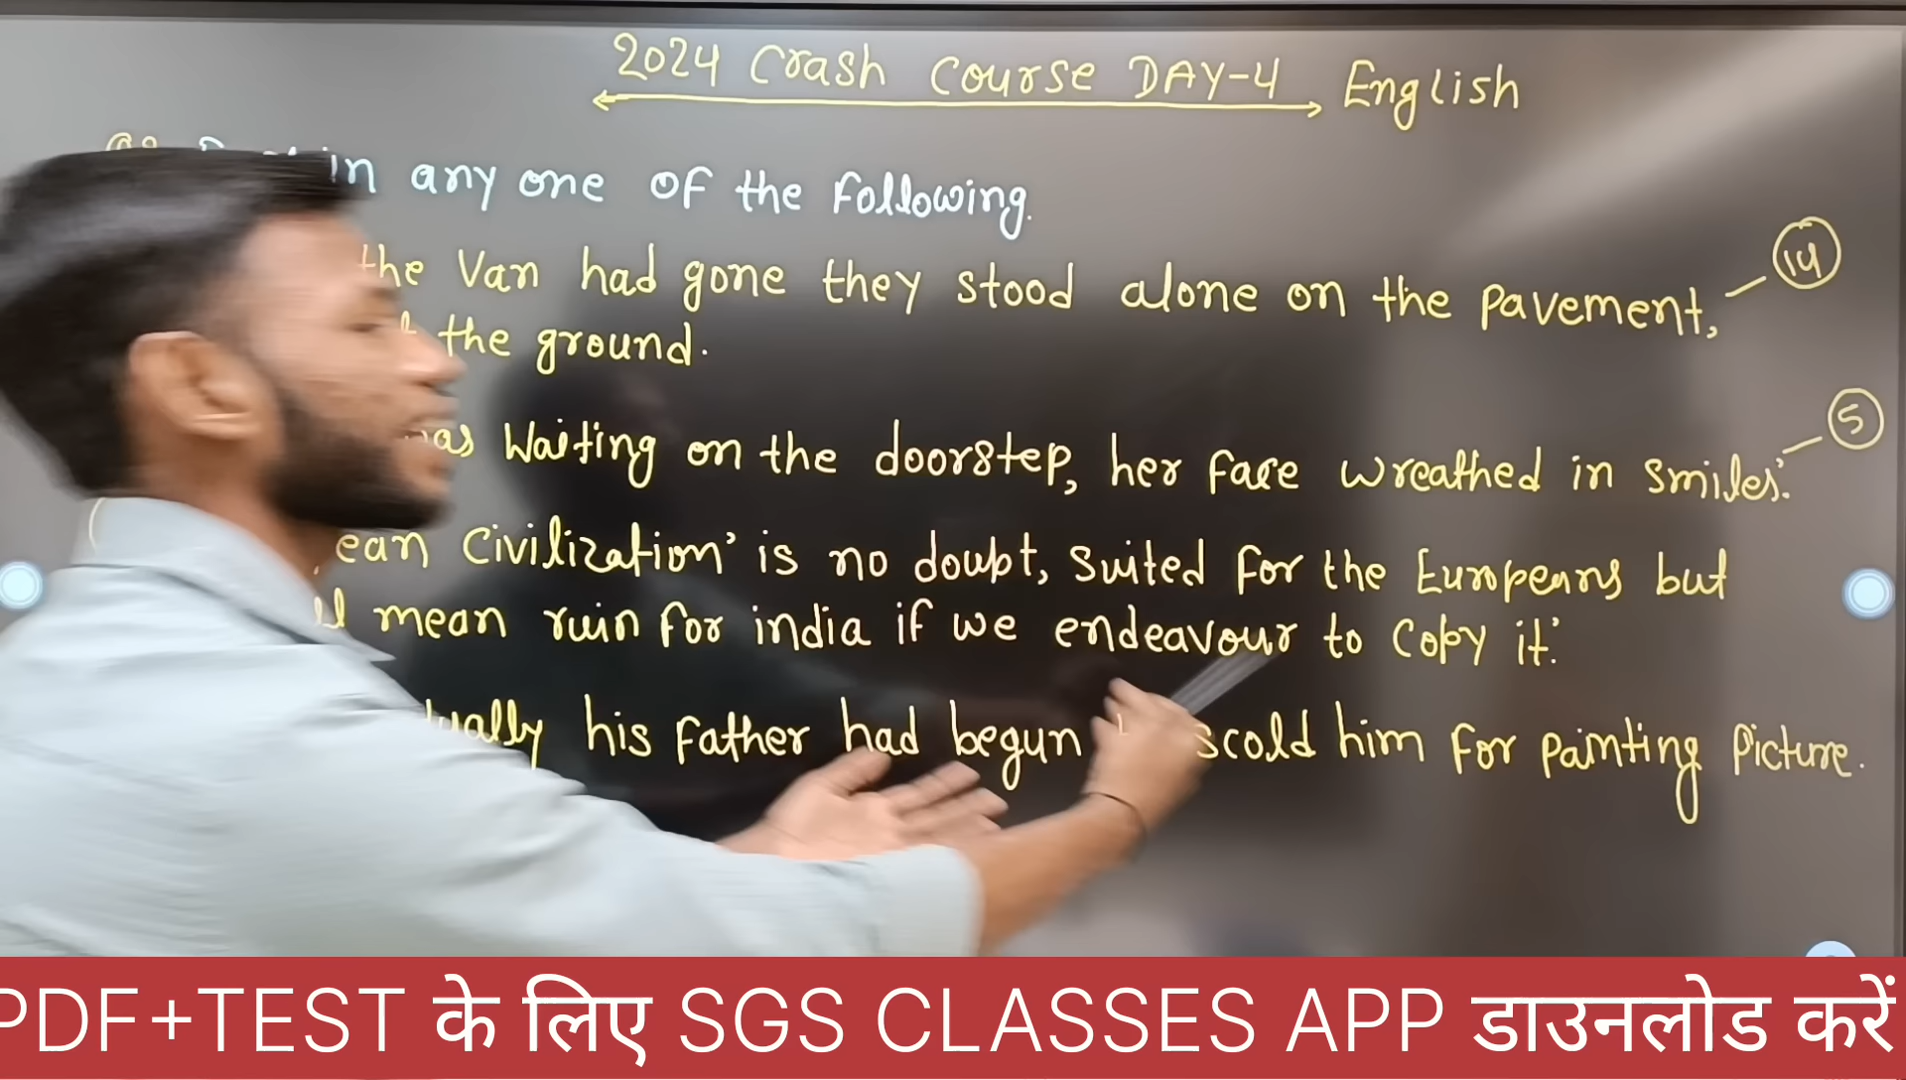 2024 Crash Course DAY-4 English
any one of the Following.
the Van had gone they stood alone on the pavement, 14
the ground.
Waiting on the doorstep, her face wreathed in smiles.' 5
Civilization' is no doubt, suited for the Europeans but
mean ruin for india if we endeavour to copy it.'
his father had begun scold him for painting picture.
PDF+TEST के लिए SGS CLASSES APP डाउनलोड करें